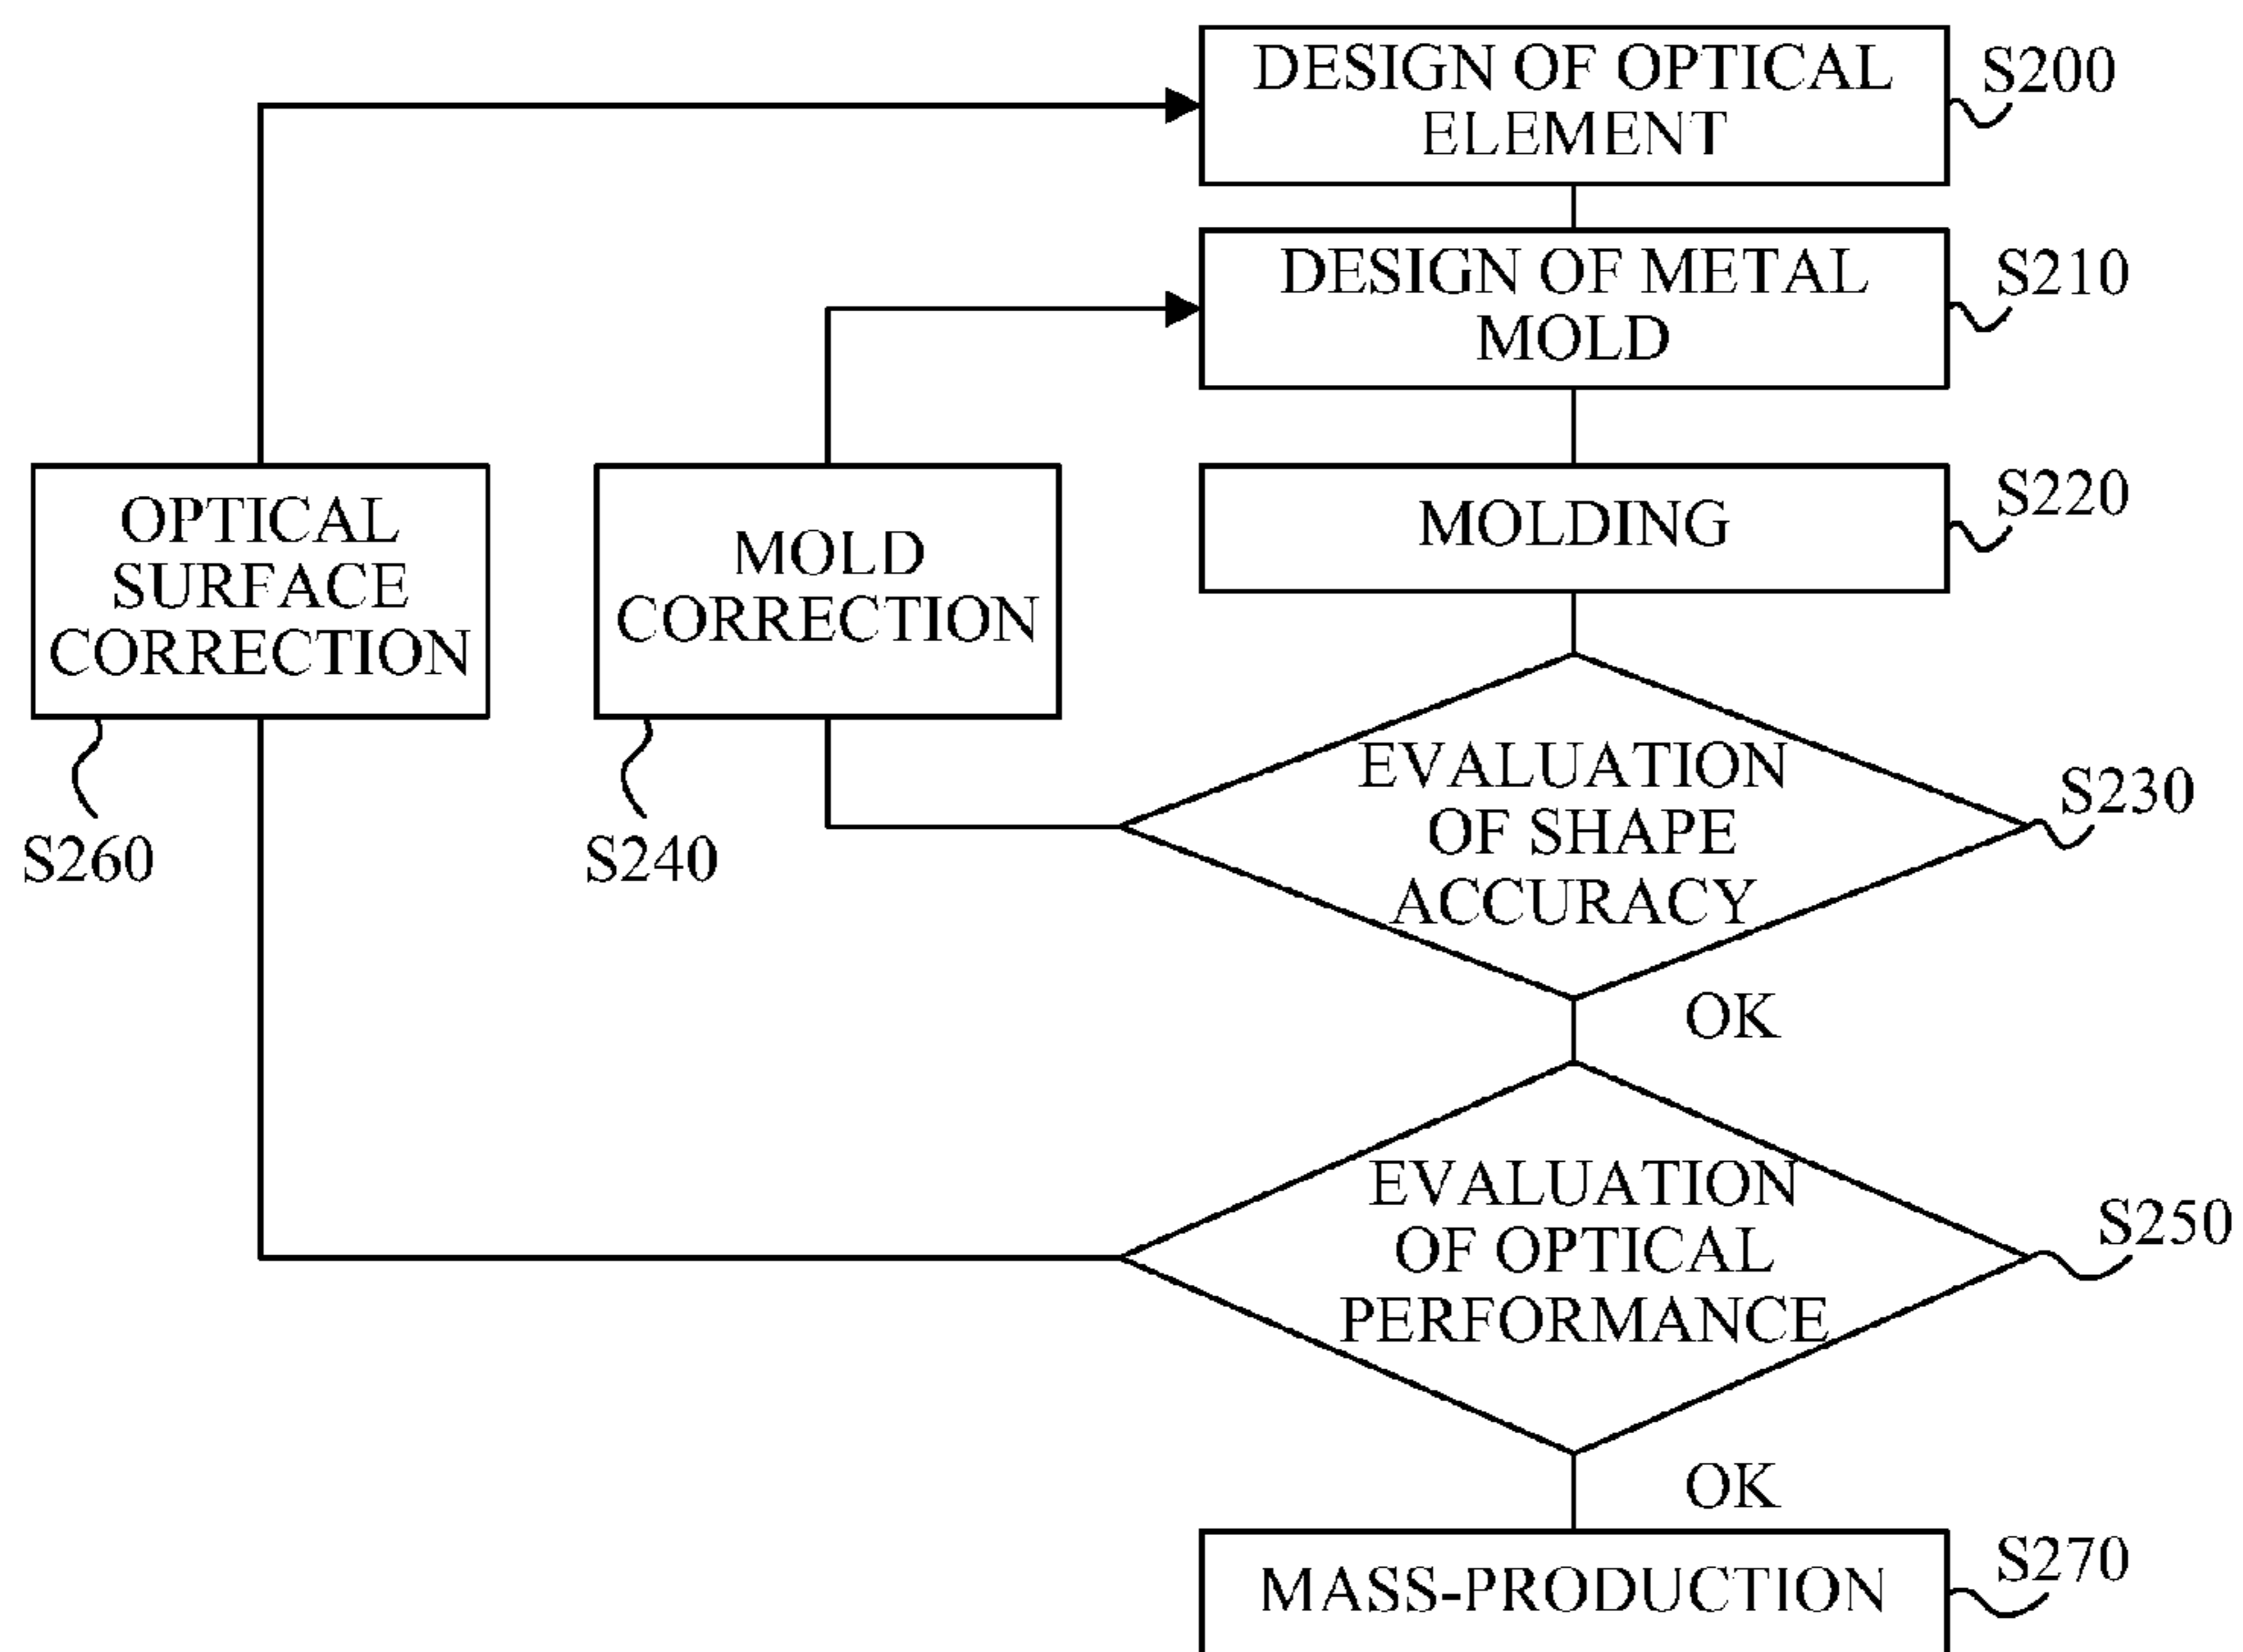 DESIGN OF OPTICAL
ELEMENT
S200
DESIGN OF METAL
MOLD
S210
OPTICAL
SURFACE
CORRECTION
S260
MOLD
CORRECTION
S240
MOLDING
S220
EVALUATION
OF SHAPE
ACCURACY
S230
OK
EVALUATION
OF OPTICAL
PERFORMANCE
S250
OK
MASS-PRODUCTION
S270